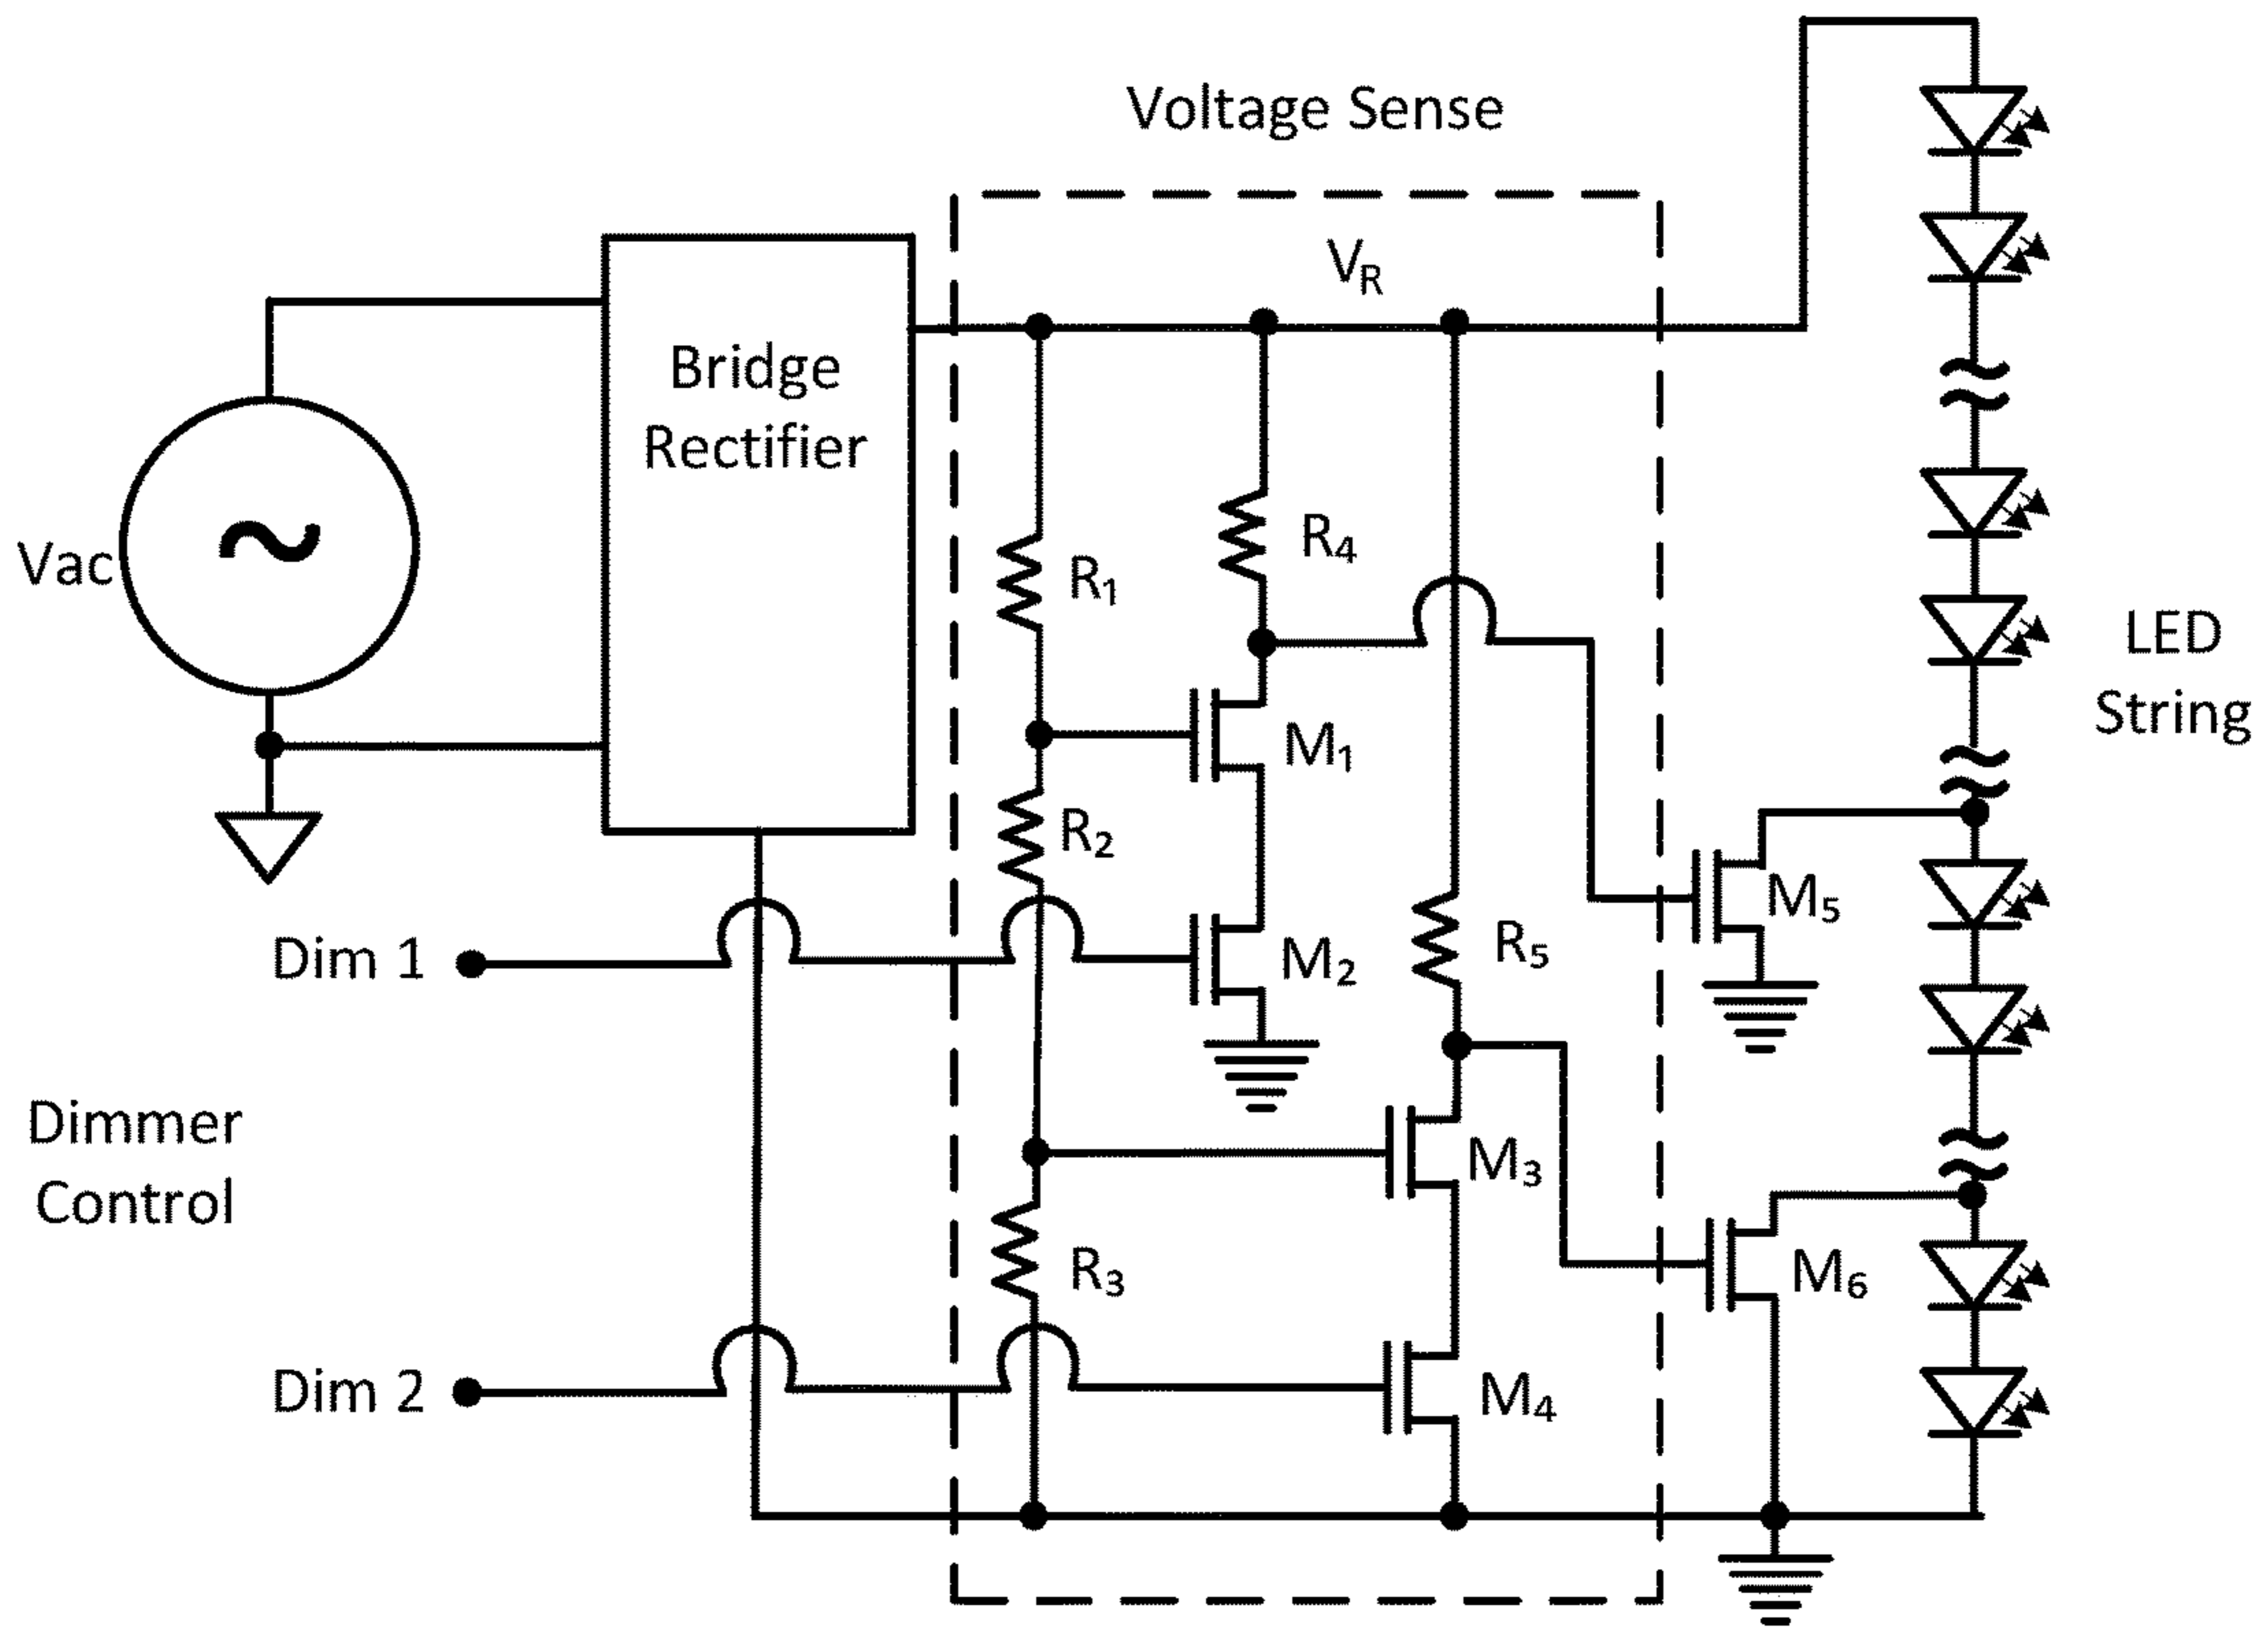 Voltage Sense
V_R
Bridge
Rectifier
Vac
R₄
R₁
LED
String
M₁
R₂
M₅
R₅
Dim 1
M₂
Dimmer
Control
M₃
R₃
M₆
Dim 2
M₄